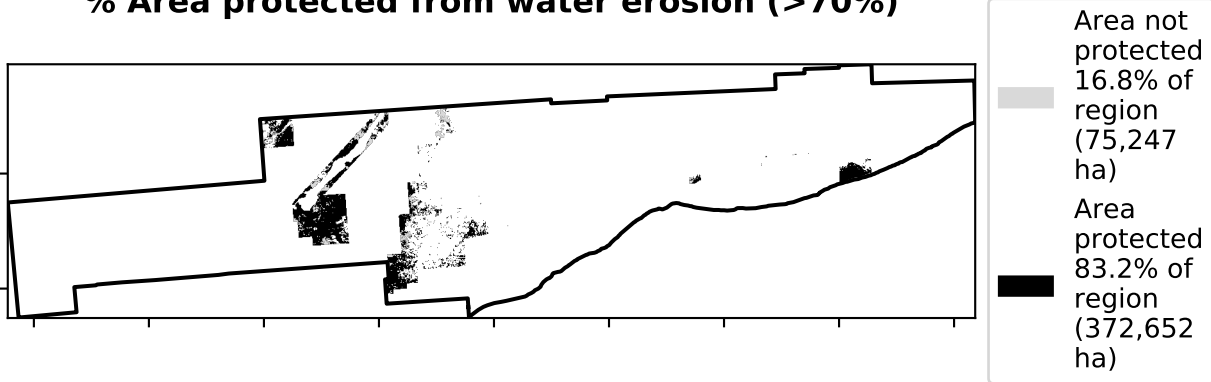 % Area protected from water erosion (>70%)
Area not
protected
16.8% of
region
(75,247
ha)
Area
protected
83.2% of
region
(372,652
ha)